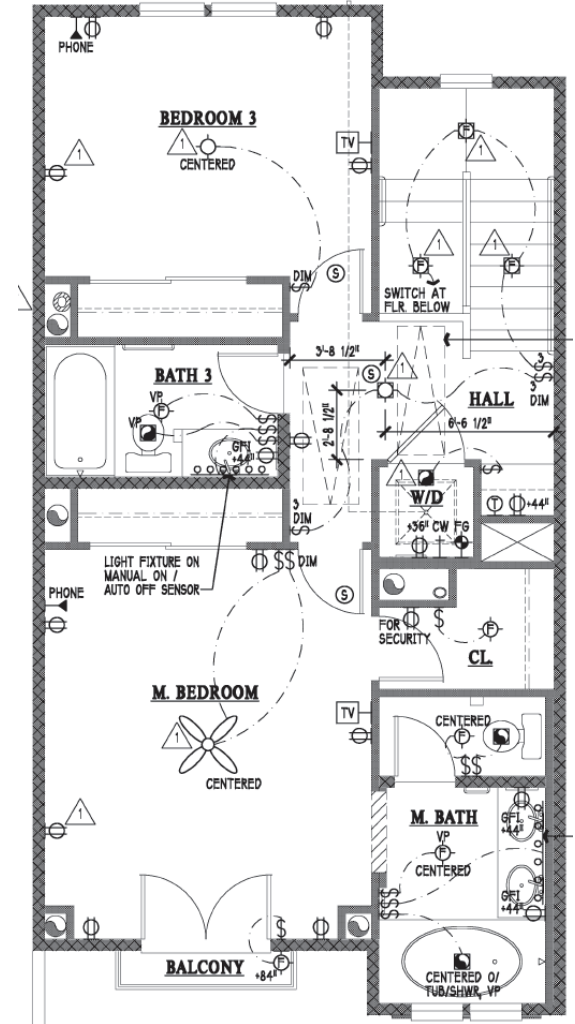 PHONE
BEDROOM 3
1
1
CENTERED
TV
F
1
1
1
F
F
S
DIM
SWITCH AT
FLR. BELOW
3'-8 1/2"
S
1
3
3
DIM
BATH 3
VP
F
VP
GFI
+44"
2'-8 1/2"
HALL
6'-6 1/2"
1
W/D
3
DIM
T
+44"
+36" CW FG
LIGHT FIXTURE ON
MANUAL ON /
AUTO OFF SENSOR
DIM
PHONE
S
FOR
SECURITY
F
CL.
M. BEDROOM
1
TV
CENTERED
F
CENTERED
1
M. BATH
VP
F
CENTERED
GFI
+44"
GFI
+44"
BALCONY
F
+84"
CENTERED O/
TUB/SHWR, VP